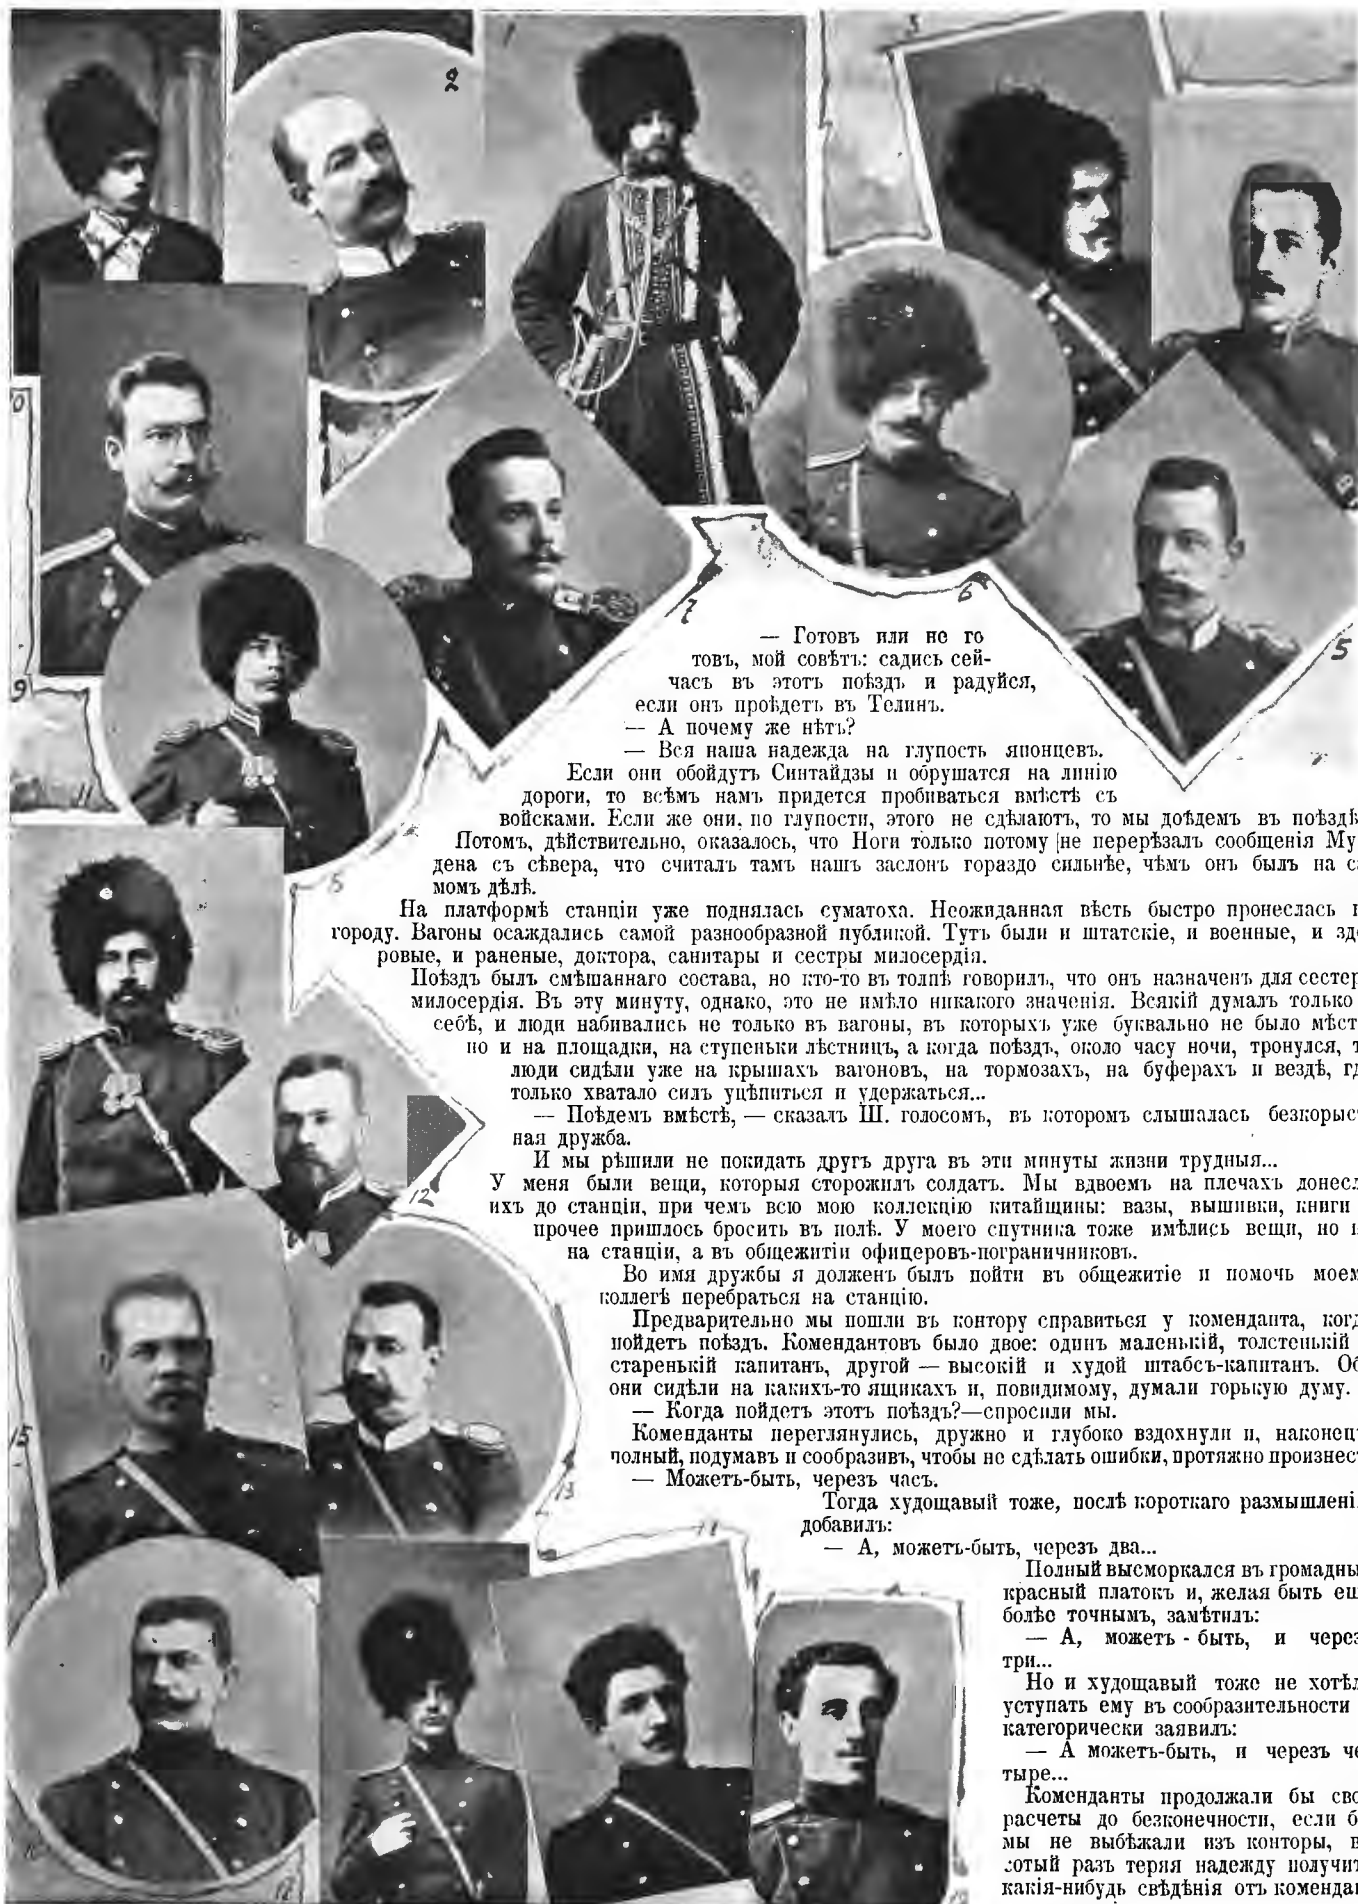 — Готовъ или не го
товъ, мой совѣтъ: садись сей-
часъ въ этотъ поѣздъ и радуйся,
если онъ проѣдетъ въ Телинъ.
— А почему же нѣтъ?
— Вся наша надежда на глупость японцевъ.
Если они обойдутъ Синтайдзы и обрушатся на линію
дороги, то всѣмъ намъ придется пробиваться вмѣстѣ съ
войсками. Если же они, по глупости, этого не сдѣлаютъ, то мы доѣдемъ въ поѣздѣ
Потомъ, дѣйствительно, оказалось, что Ноги только потому не перерѣзалъ сообщенія Му
дена съ сѣвера, что считалъ тамъ нашъ заслонъ гораздо сильнѣе, чѣмъ онъ былъ на с
момъ дѣлѣ.
На платформѣ станціи уже поднялась суматоха. Неожиданная вѣсть быстро пронеслась
городу. Вагоны осаждались самой разнообразной публикой. Тутъ были и штатскіе, и военные, и здо
ровые, и раненые, доктора, санитары и сестры милосердія.
Поѣздъ былъ смѣшаннаго состава, но кто-то въ толпѣ говорилъ, что онъ назначенъ для сестер
милосердія. Въ эту минуту, однако, это не имѣло никакого значенія. Всякій думалъ только
себѣ, и люди набивались не только въ вагоны, въ которыхъ уже буквально не было мѣст
но и на площадки, на ступеньки лѣстницъ, а когда поѣздъ, около часу ночи, тронулся, т
люди сидѣли уже на крышахъ вагоновъ, на тормозахъ, на буферахъ и вездѣ, гд
только хватало силъ уцѣпиться и удержаться...
— Поѣдемъ вмѣстѣ, — сказалъ Ш. голосомъ, въ которомъ слышалась безкорыст
ная дружба.
И мы рѣшили не покидать другъ друга въ эти минуты жизни трудныя...
У меня были вещи, которыя сторожилъ солдатъ. Мы вдвоемъ на плечахъ донесл
ихъ до станціи, при чемъ всю мою коллекцію китайщины: вазы, вышивки, книги
прочее пришлось бросить въ полѣ. У моего спутника тоже имѣлись вещи, но н
на станціи, а въ общежитіи офицеровъ-пограничниковъ.
Во имя дружбы я долженъ былъ пойти въ общежитіе и помочь моем
коллегѣ перебраться на станцію.
Предварительно мы пошли въ контору справиться у коменданта, когд
пойдетъ поѣздъ. Комендантовъ было двое: одинъ маленькій, толстенькій
старенькій капитанъ, другой — высокій и худой штабсъ-капитанъ. Об
они сидѣли на какихъ-то ящикахъ и, повидимому, думали горькую думу.
— Когда пойдетъ этотъ поѣздъ?—спросили мы.
Коменданты переглянулись, дружно и глубоко вздохнули и, наконец
полный, подумавъ и сообразивъ, чтобы не сдѣлать ошибки, протяжно произнес
— Можетъ-быть, черезъ часъ.
Тогда худощавый тоже, послѣ короткаго размышлені
добавилъ:
— А, можетъ-быть, черезъ два...
Полный высморкался въ громадны
красный платокъ и, желая быть ещ
болѣе точнымъ, замѣтилъ:
— А, можетъ - быть, и через
три...
Но и худощавый тоже не хотѣл
уступать ему въ сообразительности
категорически заявилъ:
— А можетъ-быть, и черезъ че
тыре...
Коменданты продолжали бы сво
расчеты до безконечности, если б
мы не выбѣжали изъ конторы, в
сотый разъ теряя надежду получит
какія-нибудь свѣдѣнія отъ комендан
1
2
3
5
6
7
9
10
11
12
13
15